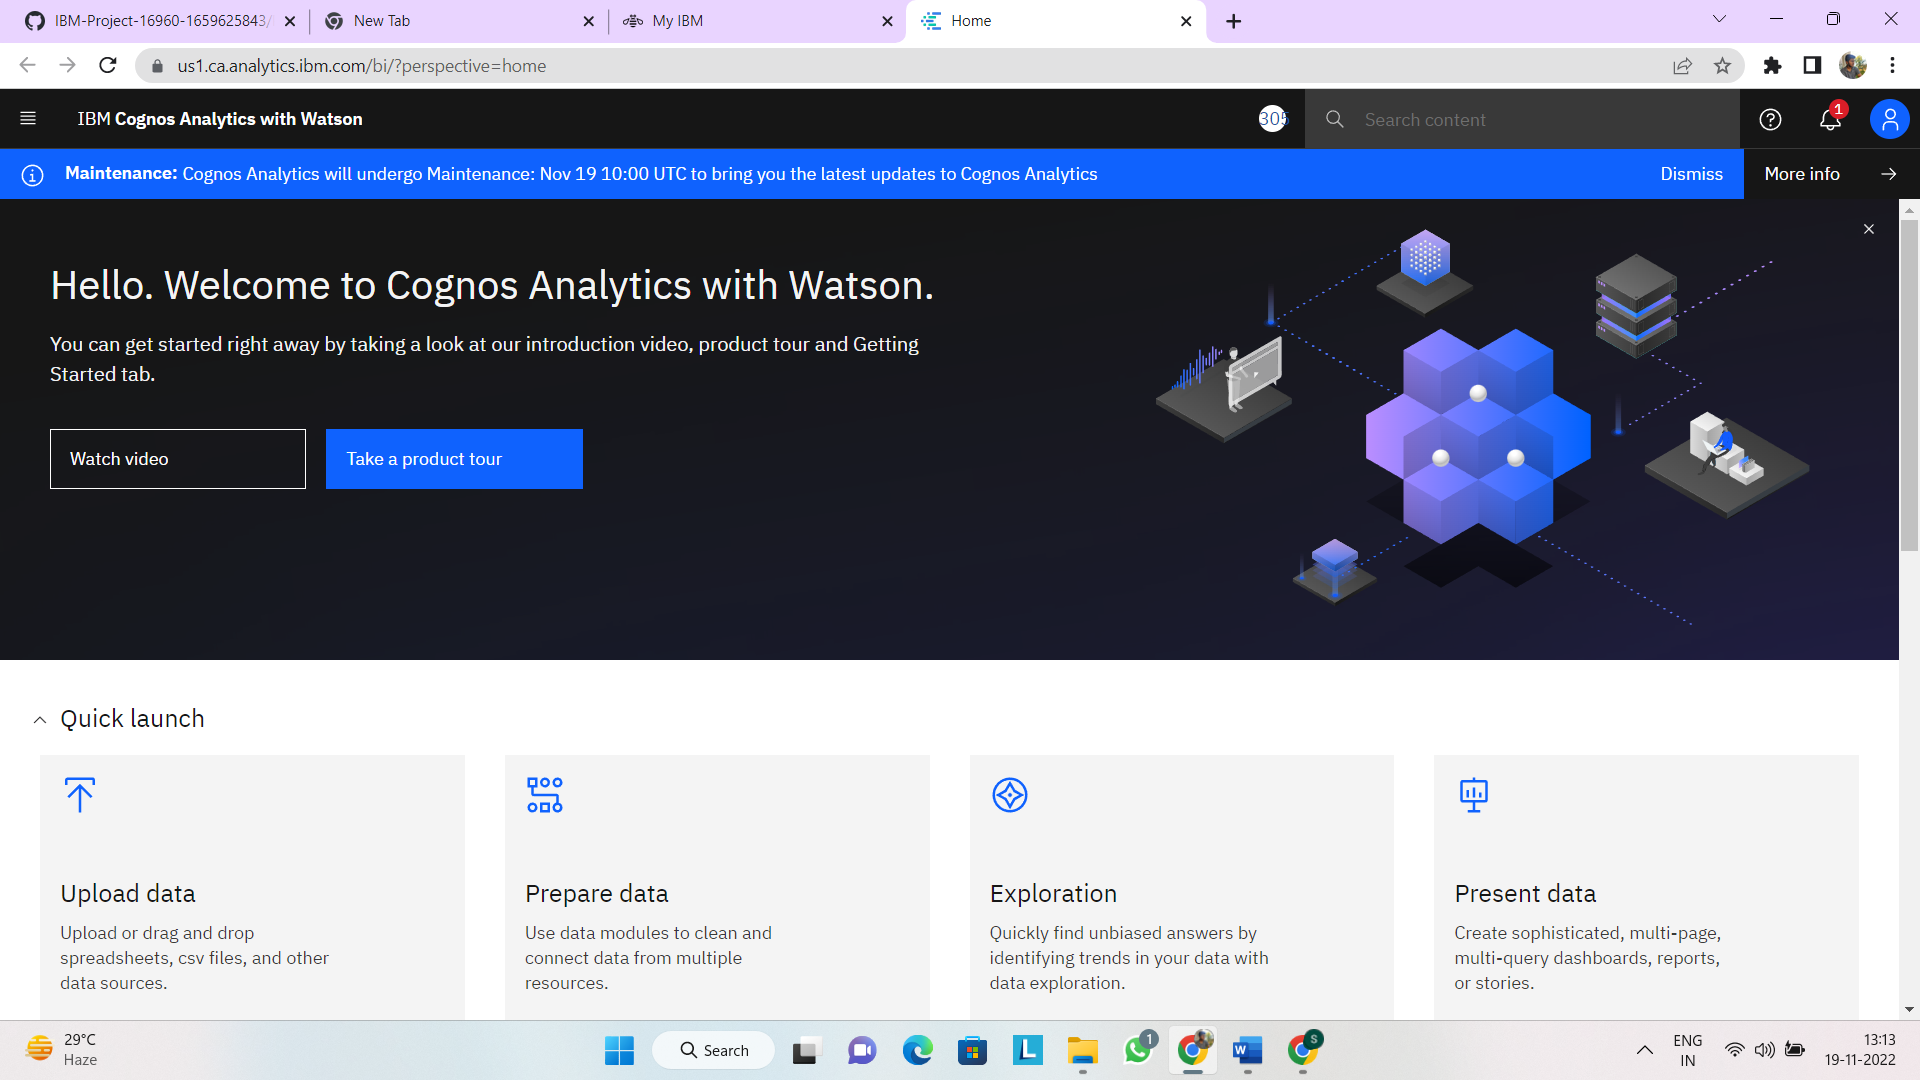 IBM-Project-16960-1659625843/
New Tab
My IBM
Home
us1.ca.analytics.ibm.com/bi/?perspective=home
IBM Cognos Analytics with Watson
305
Search content
1
Maintenance: Cognos Analytics will undergo Maintenance: Nov 19 10:00 UTC to bring you the latest updates to Cognos Analytics
Dismiss
More info
Hello. Welcome to Cognos Analytics with Watson.
You can get started right away by taking a look at our introduction video, product tour and Getting
Started tab.
Watch video
Take a product tour
Quick launch
Upload data
Upload or drag and drop
spreadsheets, csv files, and other
data sources.
Prepare data
Use data modules to clean and
connect data from multiple
resources.
Exploration
Quickly find unbiased answers by
identifying trends in your data with
data exploration.
Present data
Create sophisticated, multi-page,
multi-query dashboards, reports,
or stories.
29°C
Haze
Search
L
1
W
S
ENG
IN
13:13
19-11-2022